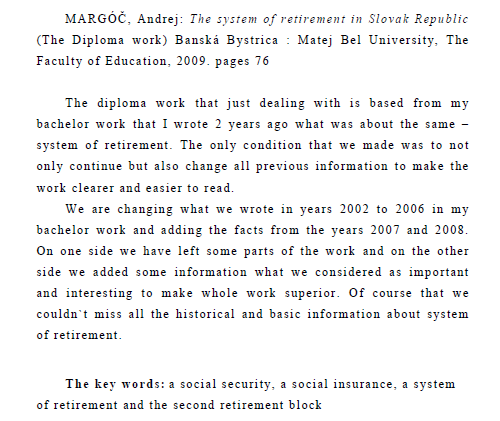 MARGÓČ, Andrej: The system of retirement in Slovak Republic
(The Diploma work) Banská Bystrica : Matej Bel University, The
Faculty of Education, 2009. pages 76
The diploma work that just dealing with is based from my
bachelor work that I wrote 2 years ago what was about the same –
system of retirement. The only condition that we made was to not
only continue but also change all previous information to make the
work clearer and easier to read.
We are changing what we wrote in years 2002 to 2006 in my
bachelor work and adding the facts from the years 2007 and 2008.
On one side we have left some parts of the work and on the other
side we added some information what we considered as important
and interesting to make whole work superior. Of course that we
couldn`t miss all the historical and basic information about system
of retirement.
The key words: a social security, a social insurance, a system
of retirement and the second retirement block